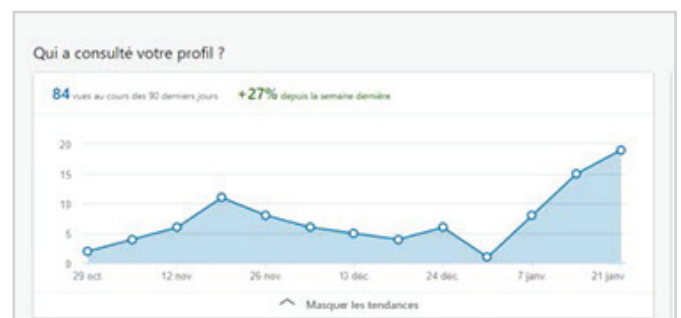 Qui a consulté votre profil ?
84 vues au cours des 90 derniers jours +27% depuis la semaine dernière
20
15
10
5
0
29 oct. 12 nov. 26 nov. 10 déc. 24 déc. 7 janv. 21 janv.
Masquer les tendances